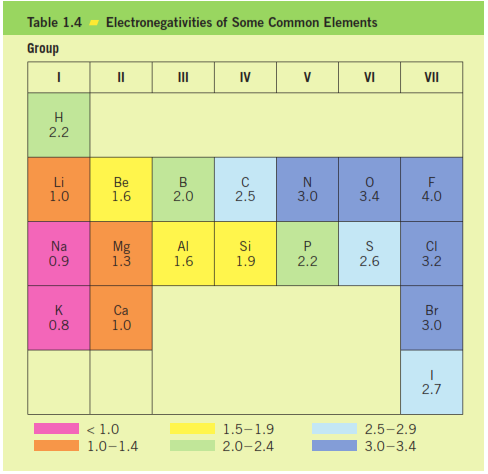 Table 1.4 Electronegativities of Some Common Elements
Group
I II III IV V VI VII
H
2.2
Li Be B C N O F
1.0 1.6 2.0 2.5 3.0 3.4 4.0
Na Mg Al Si P S Cl
0.9 1.3 1.6 1.9 2.2 2.6 3.2
K Ca Br
0.8 1.0 3.0
I
2.7
< 1.0 1.5–1.9 2.5–2.9
1.0–1.4 2.0–2.4 3.0–3.4